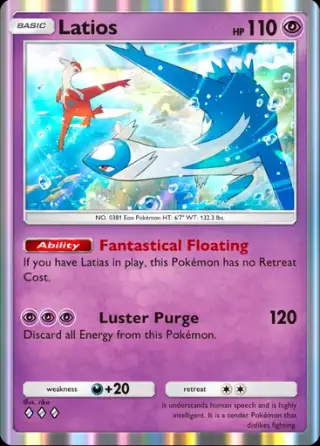 BASIC
Latios
HP 110
NO. 0381 Eon Pokémon HT: 6'7" WT: 132.3 lbs.
Ability Fantastical Floating
If you have Latias in play, this Pokémon has no Retreat
Cost.
Luster Purge 120
Discard all Energy from this Pokémon.
weakness +20 retreat
Illus. rika
It understands human speech and is highly
intelligent. It is a tender Pokémon that
dislikes fighting.